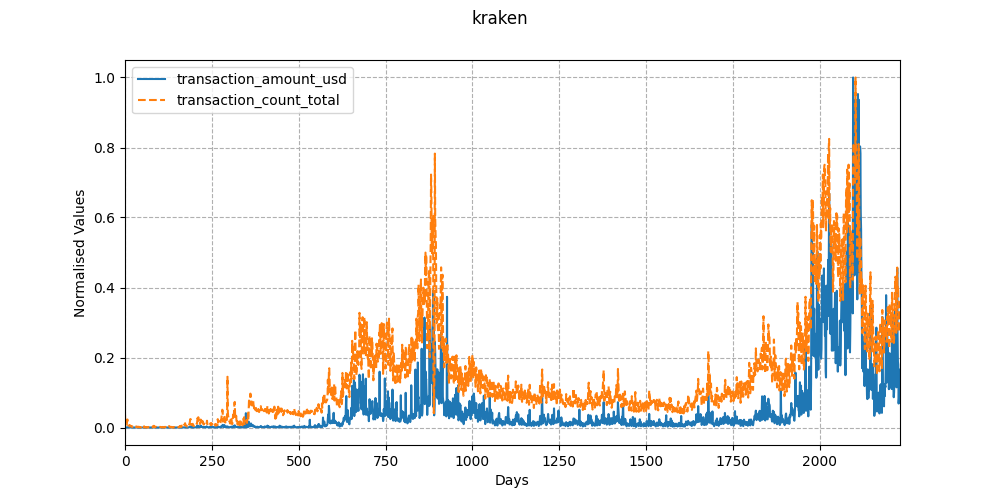 kraken
transaction_amount_usd
transaction_count_total
1.0
0.8
0.6
0.4
0.2
0.0
Normalised Values
0 250 500 750 1000 1250 1500 1750 2000
Days